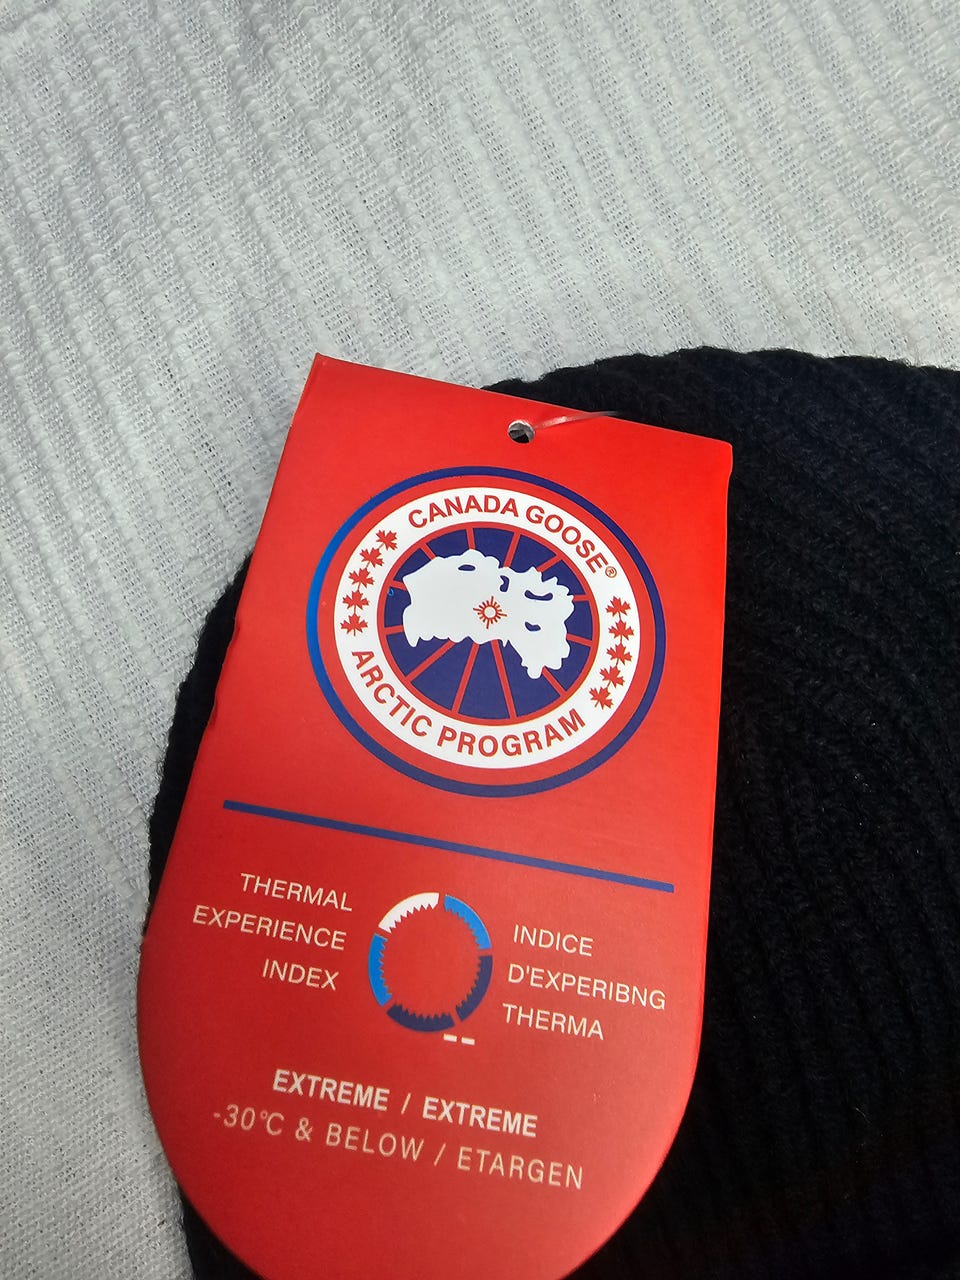 CANADA GOOSE®
ARCTIC PROGRAM
THERMAL
EXPERIENCE
INDEX
INDICE
D'EXPERIBNG
THERMA
EXTREME / EXTREME
-30°C & BELOW / ETARGEN